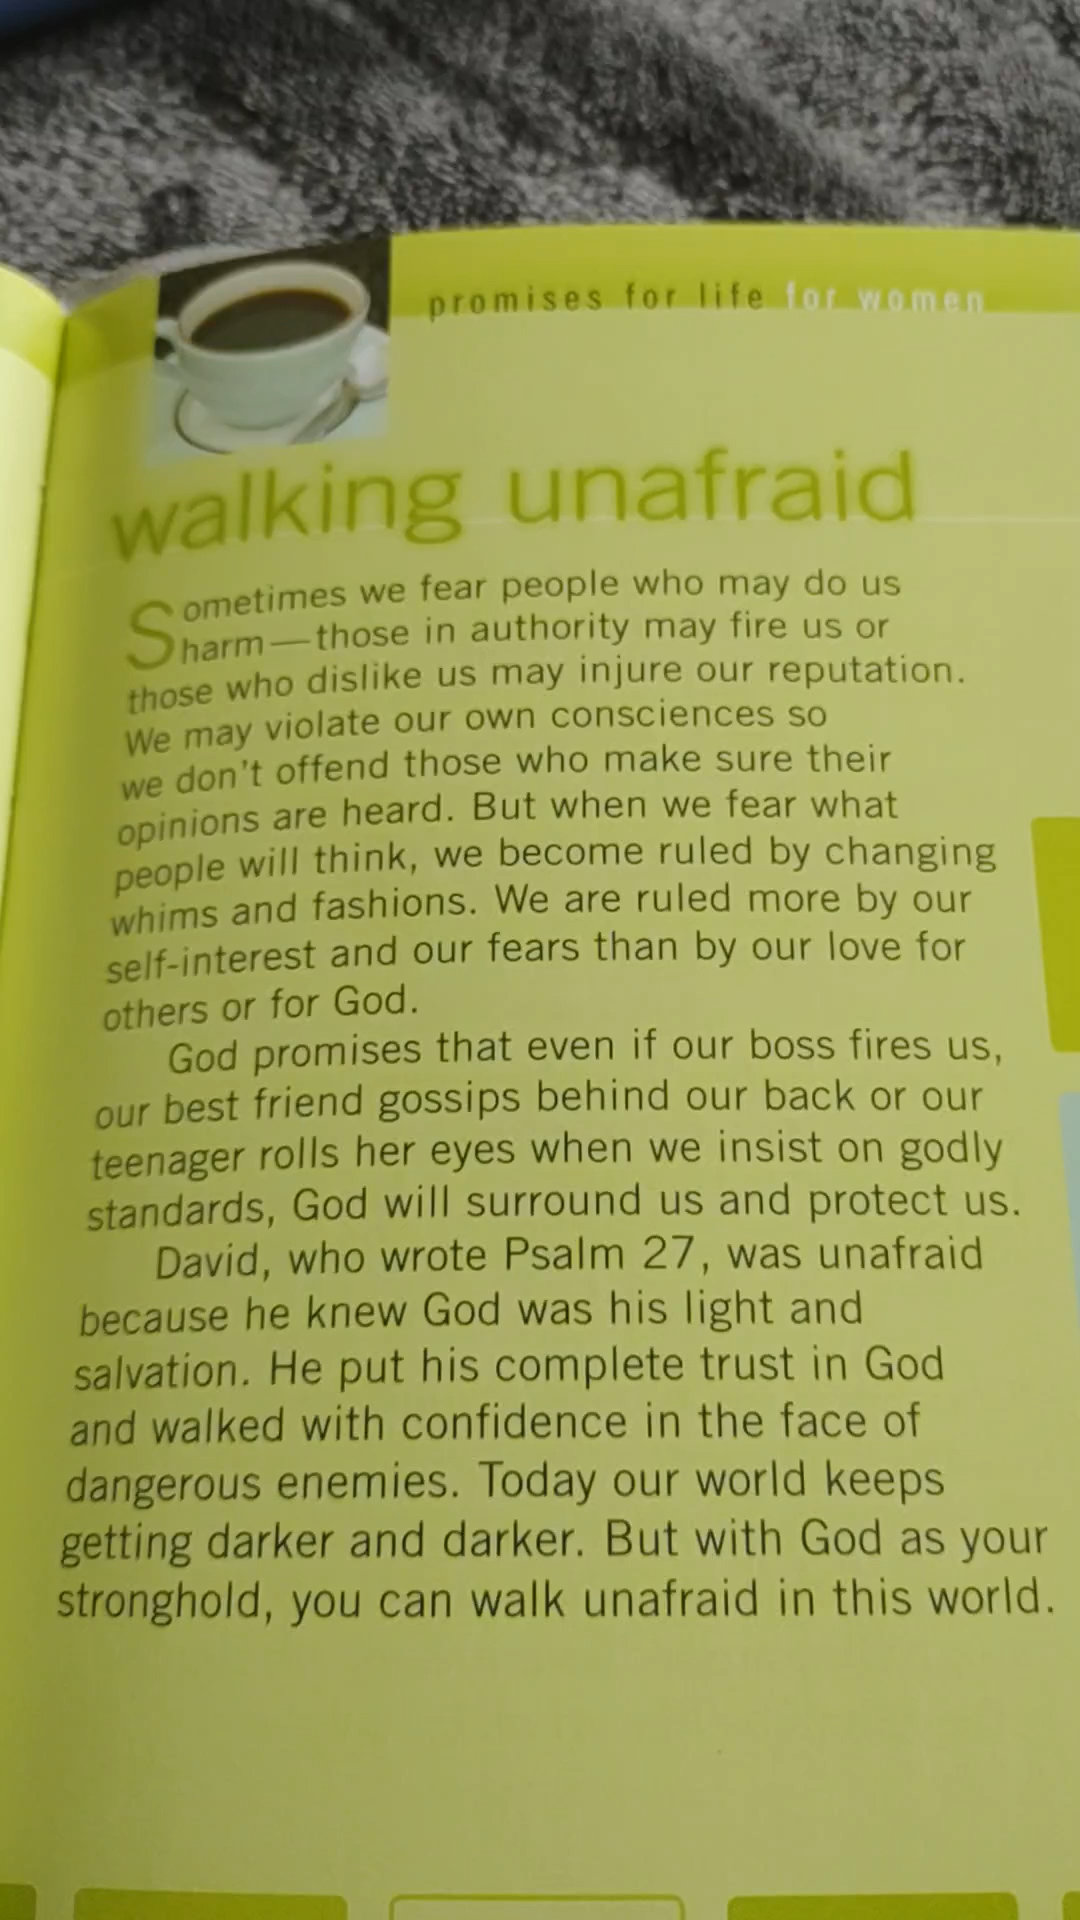 promises for life for women
walking unafraid
Sometimes we fear people who may do us
harm—those in authority may fire us or
those who dislike us may injure our reputation.
We may violate our own consciences so
we don't offend those who make sure their
opinions are heard. But when we fear what
people will think, we become ruled by changing
whims and fashions. We are ruled more by our
self-interest and our fears than by our love for
others or for God.
God promises that even if our boss fires us,
our best friend gossips behind our back or our
teenager rolls her eyes when we insist on godly
standards, God will surround us and protect us.
David, who wrote Psalm 27, was unafraid
because he knew God was his light and
salvation. He put his complete trust in God
and walked with confidence in the face of
dangerous enemies. Today our world keeps
getting darker and darker. But with God as your
stronghold, you can walk unafraid in this world.